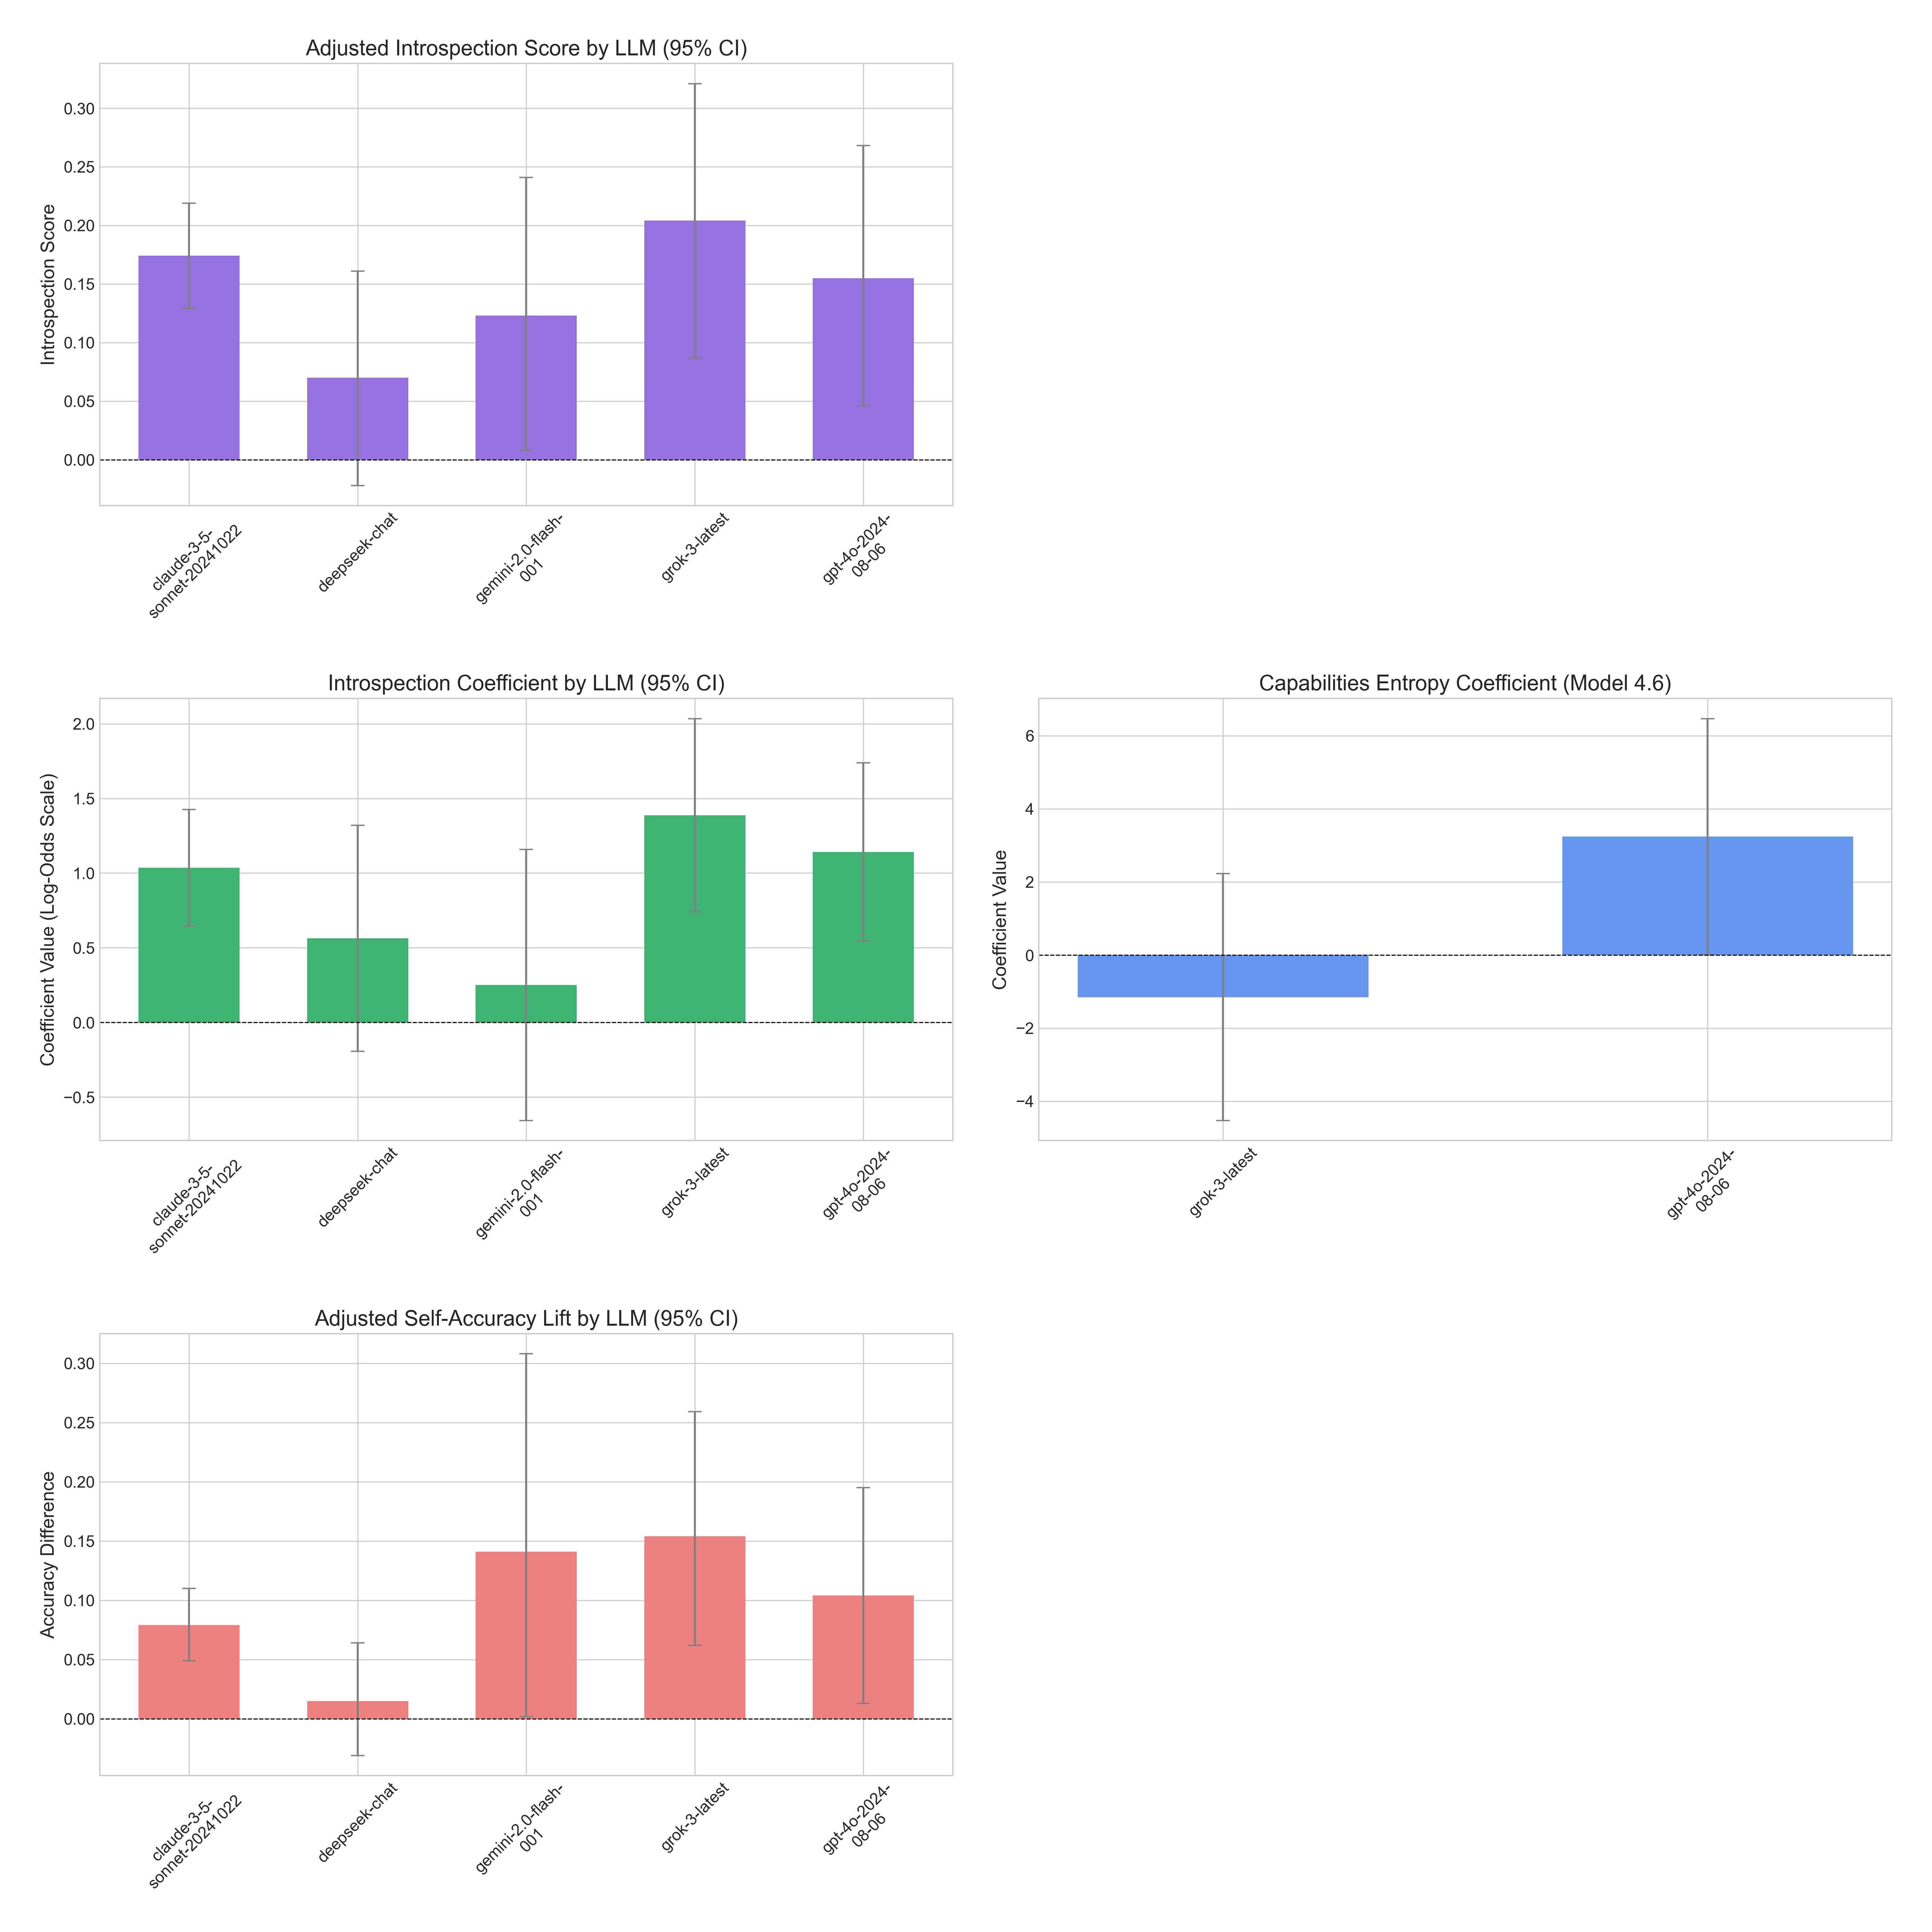 Adjusted Introspection Score by LLM (95% CI)
Introspection Score
0.30
0.25
0.20
0.15
0.10
0.05
0.00
claude-3-5-
sonnet-20241022
deepseek-chat
gemini-2.0-flash-
001
grok-3-latest
gpt-4o-2024-
08-06
Introspection Coefficient by LLM (95% CI)
Coefficient Value (Log-Odds Scale)
2.0
1.5
1.0
0.5
0.0
−0.5
claude-3-5-
sonnet-20241022
deepseek-chat
gemini-2.0-flash-
001
grok-3-latest
gpt-4o-2024-
08-06
Capabilities Entropy Coefficient (Model 4.6)
Coefficient Value
6
4
2
0
−2
−4
grok-3-latest
gpt-4o-2024-
08-06
Adjusted Self-Accuracy Lift by LLM (95% CI)
Accuracy Difference
0.30
0.25
0.20
0.15
0.10
0.05
0.00
claude-3-5-
sonnet-20241022
deepseek-chat
gemini-2.0-flash-
001
grok-3-latest
gpt-4o-2024-
08-06